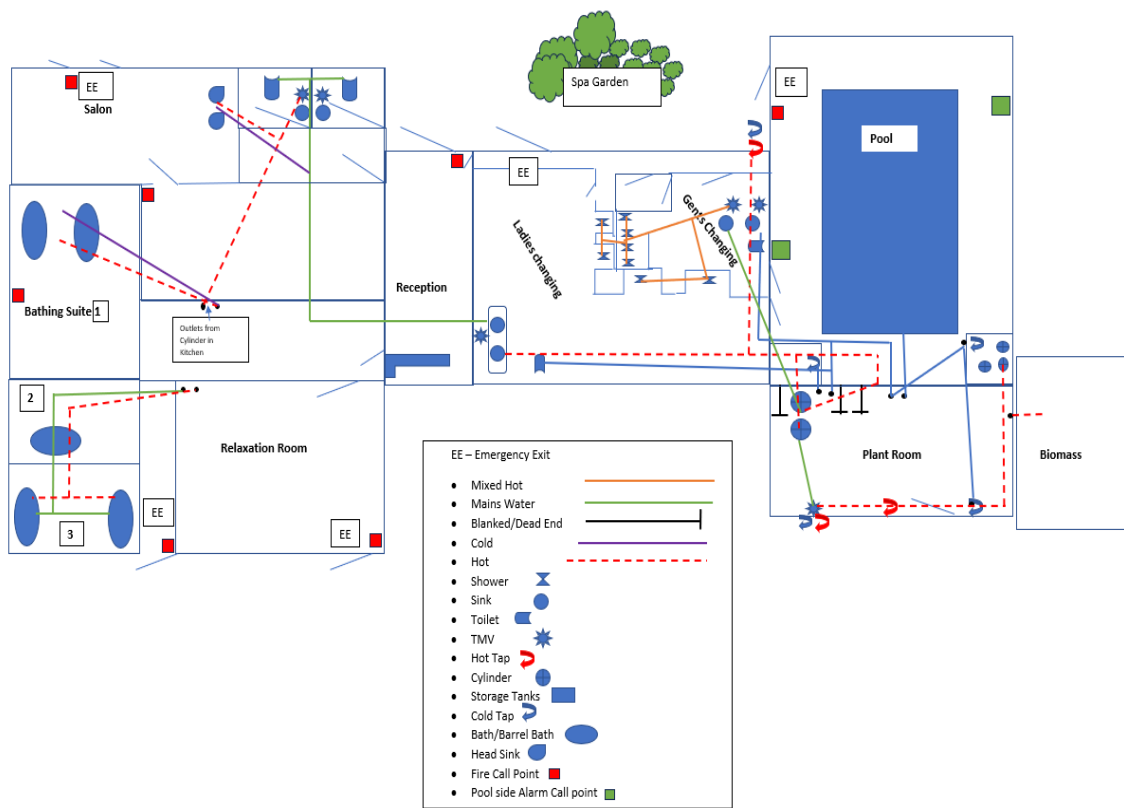 Spa Garden
EE
Salon
EE
Pool
EE
Ladies changing
Gents Changing
Reception
Bathing Suite 1
Outlets from
Cylinder in
Kitchen
2
Relaxation Room
Plant Room
Biomass
3
EE
EE
EE – Emergency Exit
• Mixed Hot
• Mains Water
• Blanked/Dead End
• Cold
• Hot
• Shower
• Sink
• Toilet
• TMV
• Hot Tap
• Cylinder
• Storage Tanks
• Cold Tap
• Bath/Barrel Bath
• Head Sink
• Fire Call Point
• Pool side Alarm Call point